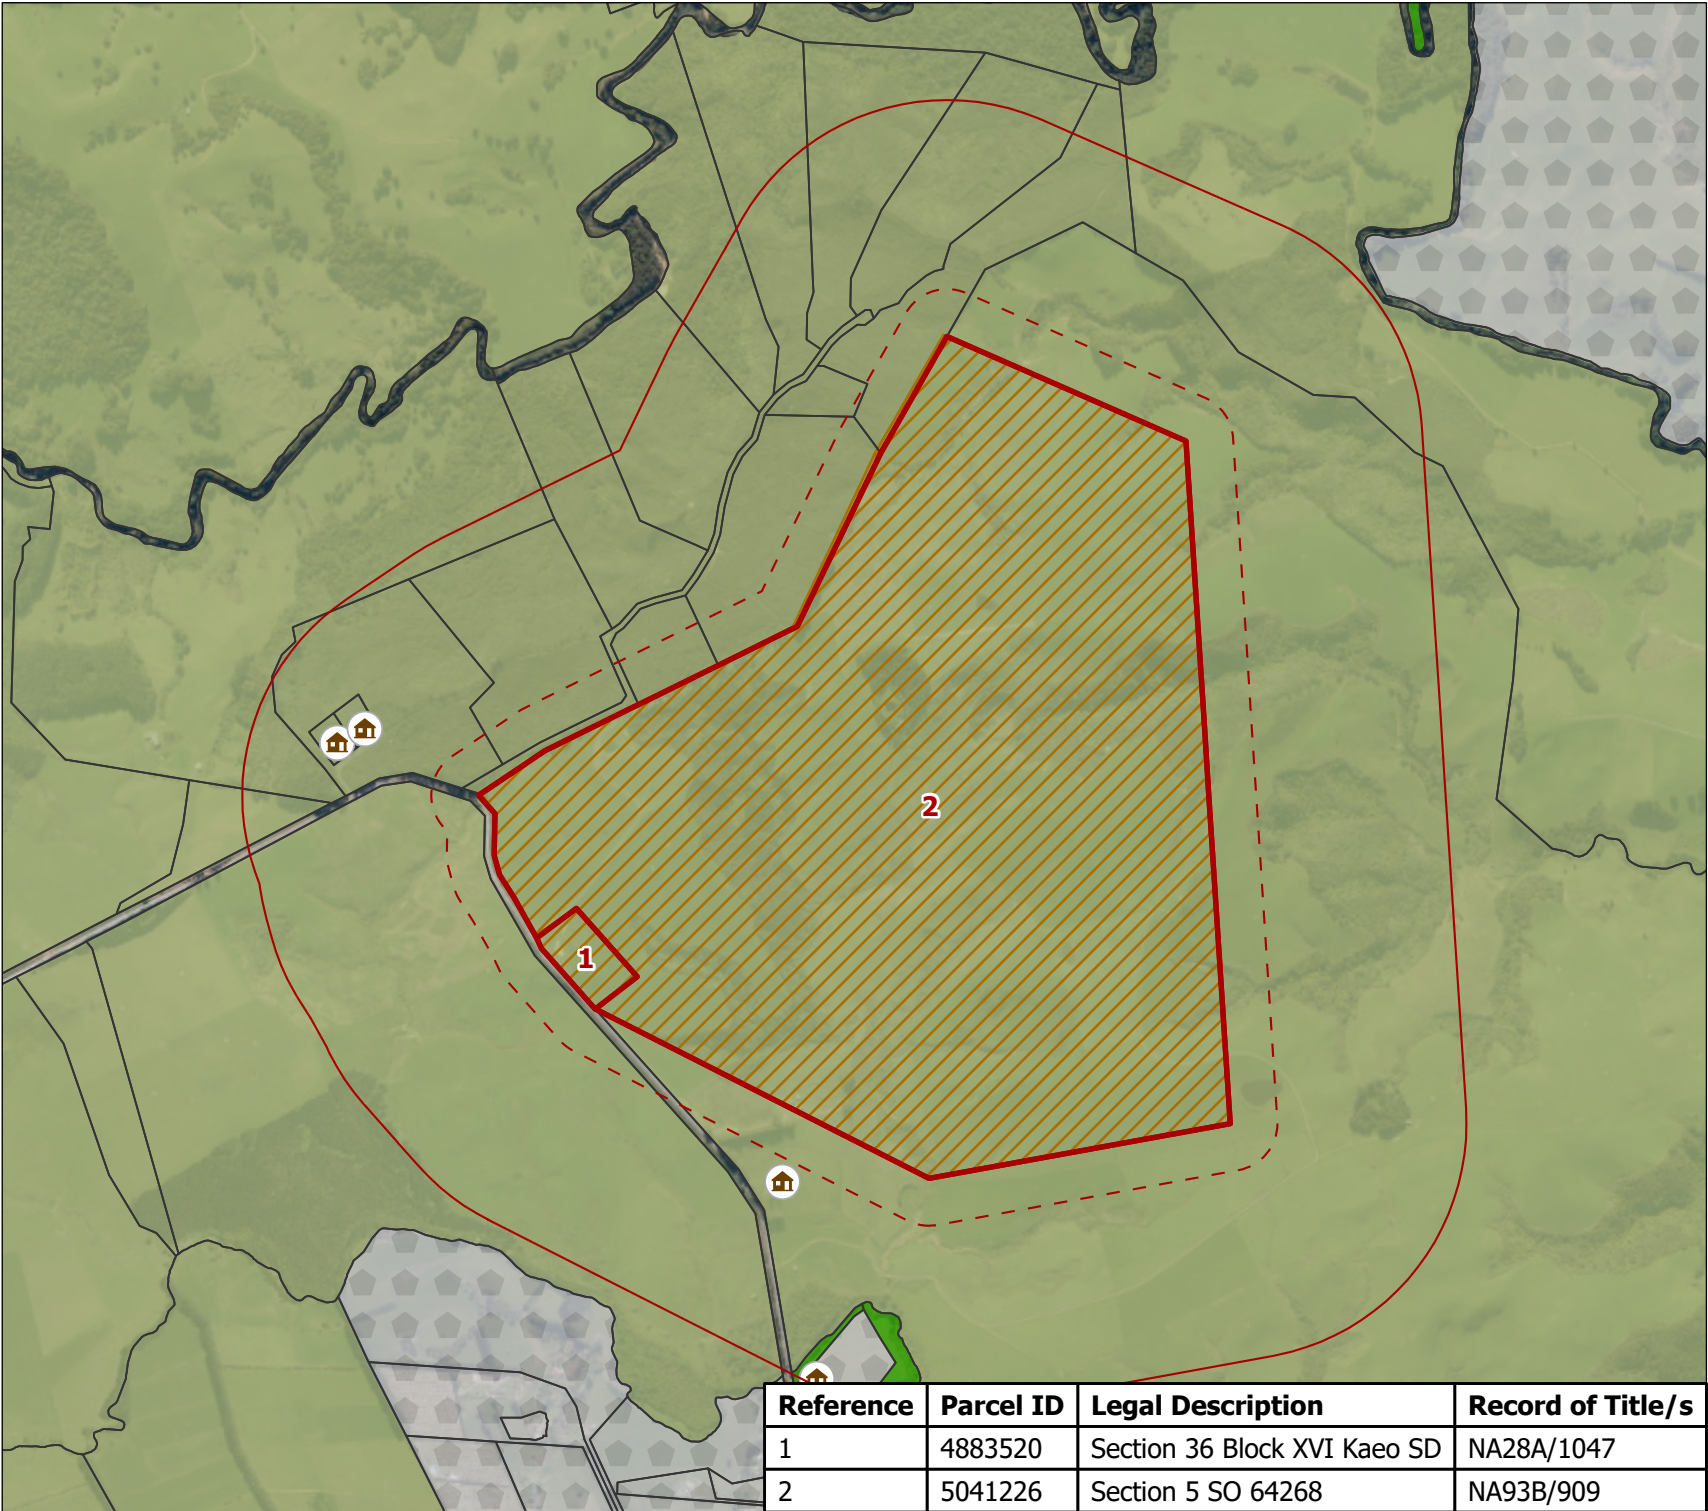 2
1
Reference Parcel ID Legal Description Record of Title/s
1 4883520 Section 36 Block XVI Kaeo SD NA28A/1047
2 5041226 Section 5 SO 64268 NA93B/909